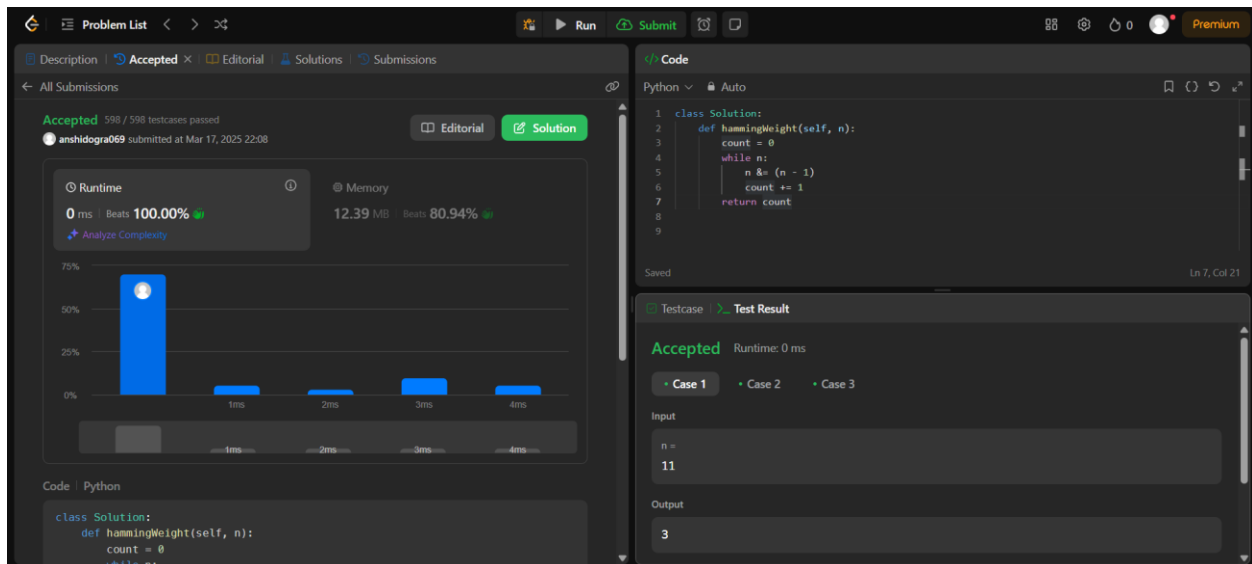 Problem List Run Submit 0 Premium
Description | Accepted × | Editorial | Solutions | Submissions
← All Submissions
Accepted 598 / 598 testcases passed
anshidogra069 submitted at Mar 17, 2025 22:08
Editorial Solution
Runtime
0 ms | Beats 100.00%
Analyze Complexity
Memory
12.39 MB | Beats 80.94%
75%
50%
25%
0%
1ms 2ms 3ms 4ms
1ms 2ms 3ms 4ms
Code | Python
class Solution:
def hammingWeight(self, n):
count = 0
while n:
</> Code
Python Auto
1 class Solution:
2 def hammingWeight(self, n):
3 count = 0
4 while n:
5 n &= (n - 1)
6 count += 1
7 return count
8
9
Saved Ln 7, Col 21
Testcase | >_ Test Result
Accepted Runtime: 0 ms
• Case 1 • Case 2 • Case 3
Input
n =
11
Output
3